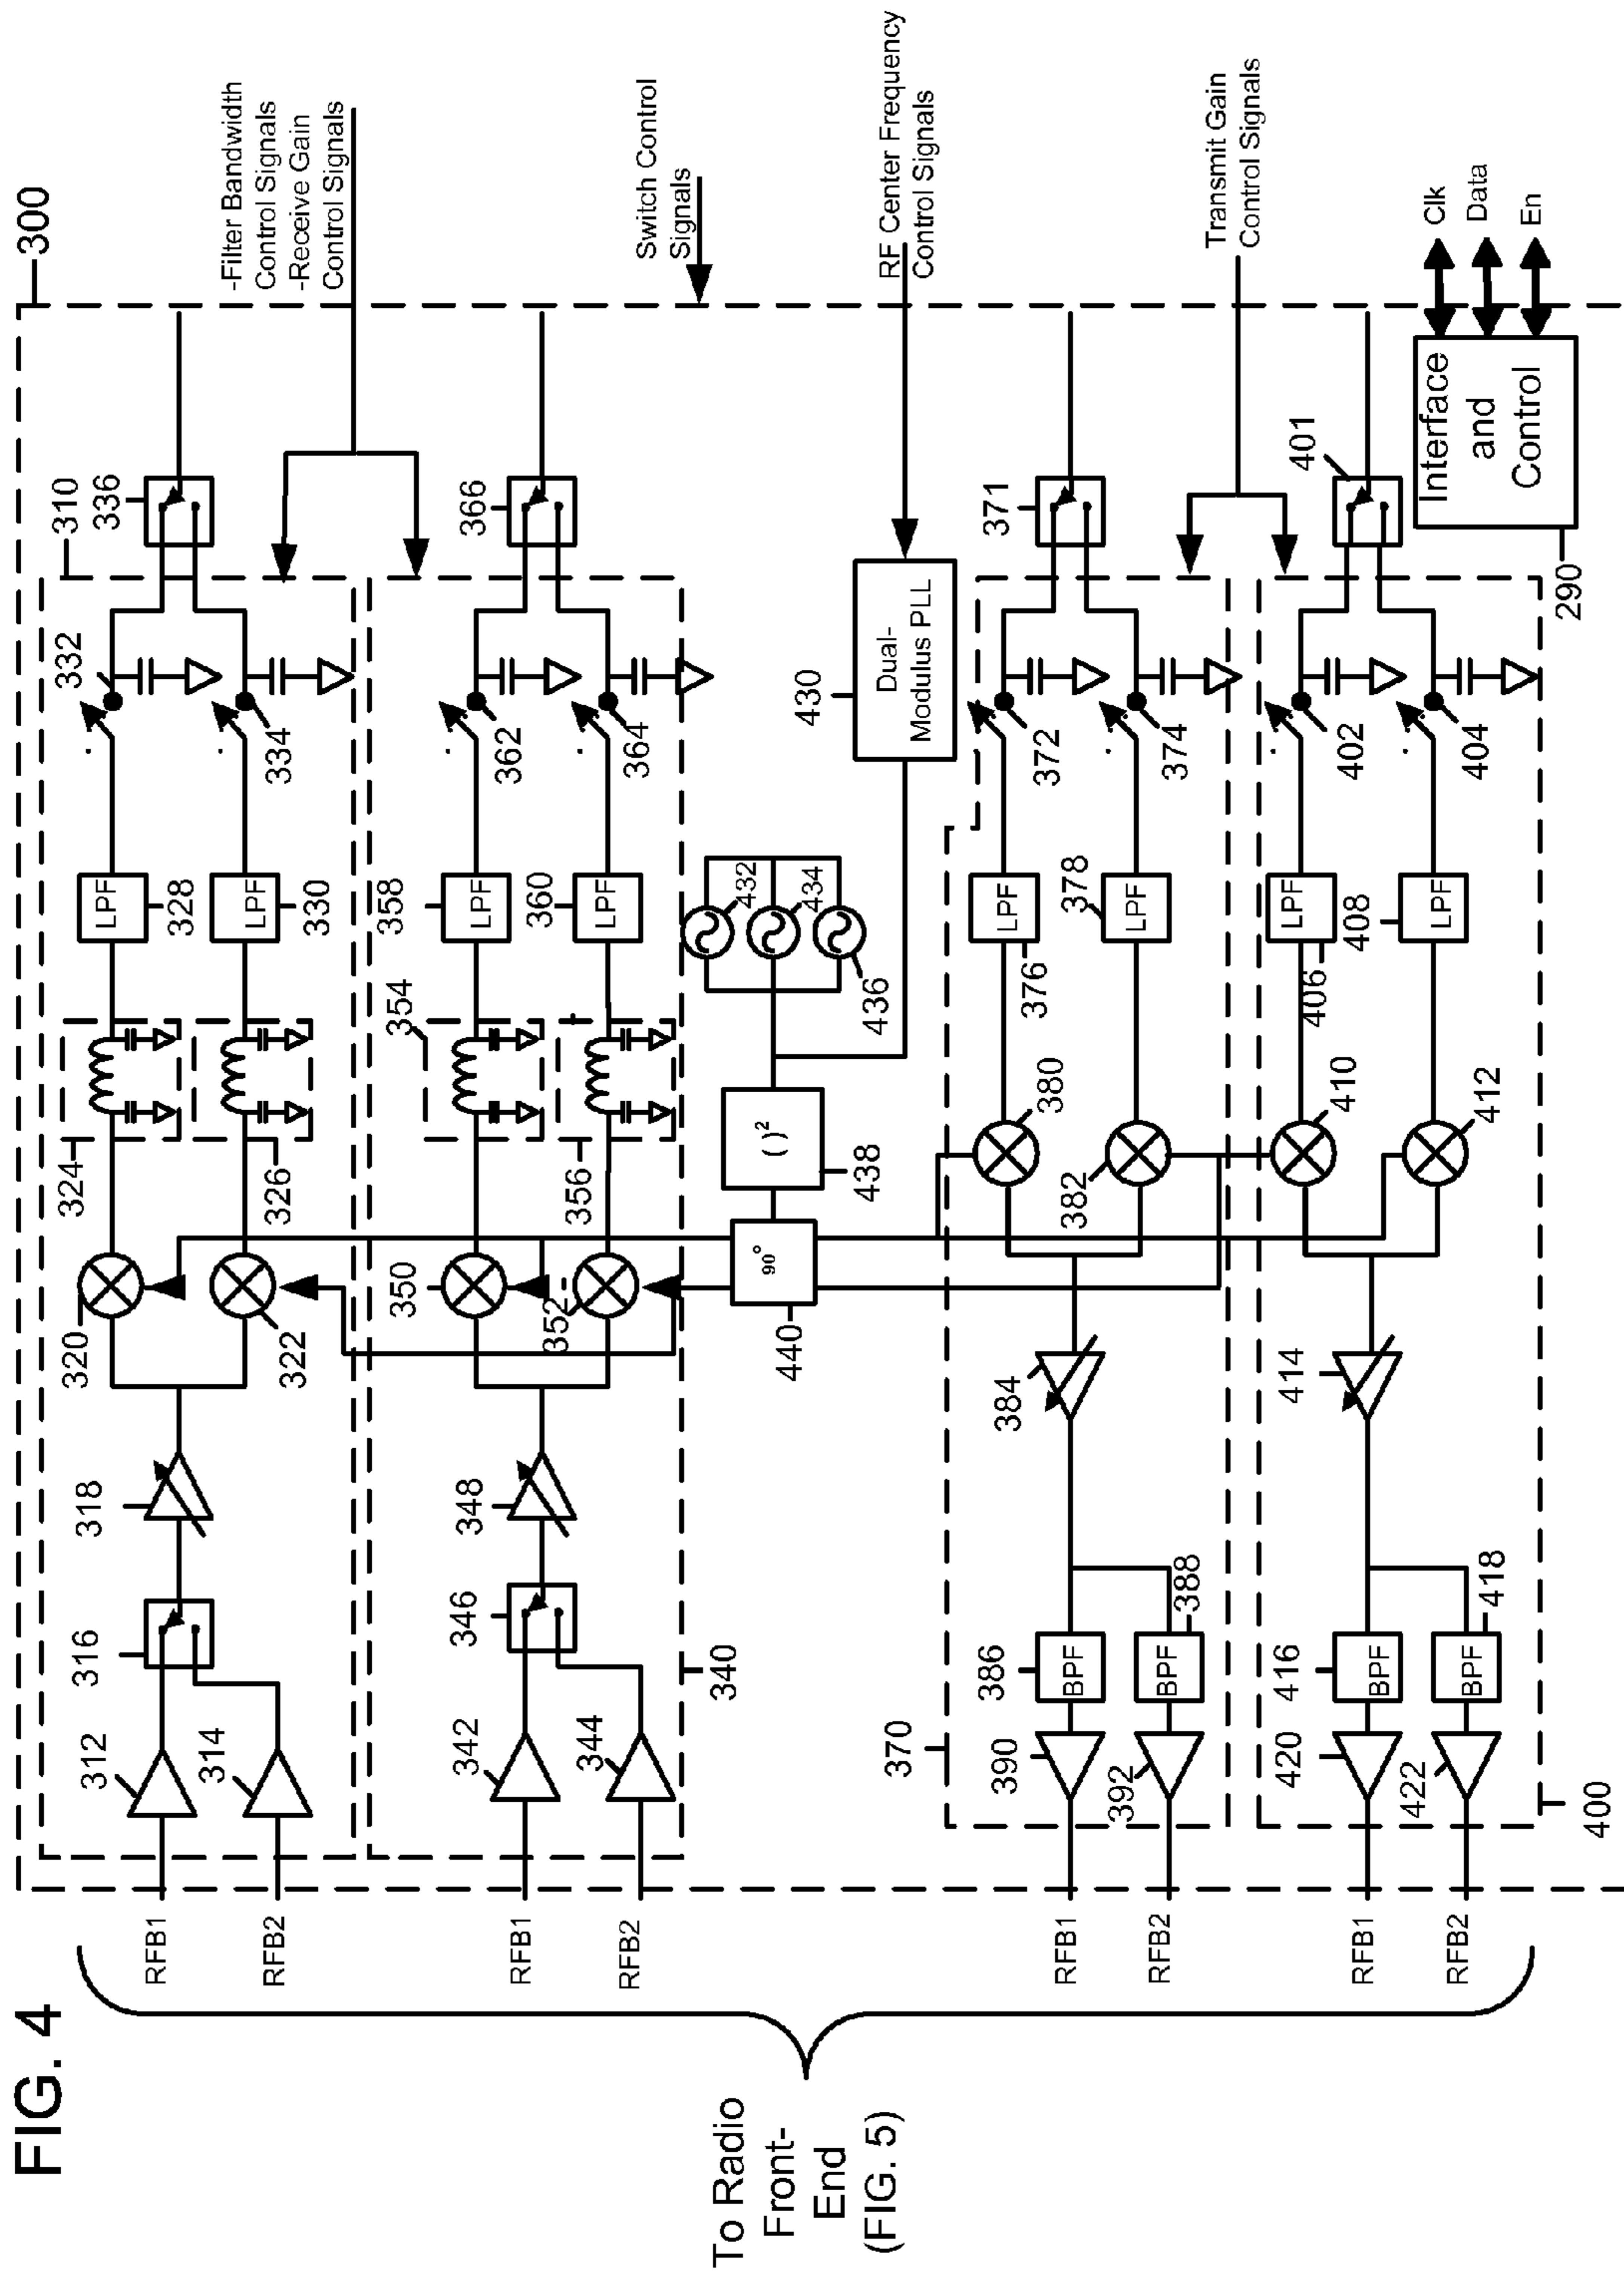 FIG. 4
300
-Filter Bandwidth
Control Signals
-Receive Gain
Control Signals
Switch Control
Signals
RF Center Frequency
Control Signals
Transmit Gain
Control Signals
Clk
Data
En
Interface
and
Control
290
310
336
332
334
LPF
328
LPF
330
324
326
320
322
318
316
312
314
RFB1
RFB2
366
362
364
358
LPF
360
LPF
354
356
350
352
348
346
342
344
340
RFB1
RFB2
432
434
436
430
Dual-
Modulus PLL
( )²
438
90°
440
371
372
374
LPF
376
378
LPF
380
382
384
386
BPF
388
BPF
390
392
370
RFB1
RFB2
401
402
404
LPF
406
408
LPF
410
412
414
416
BPF
418
BPF
420
422
400
RFB1
RFB2
To Radio
Front-
End
(FIG. 5)